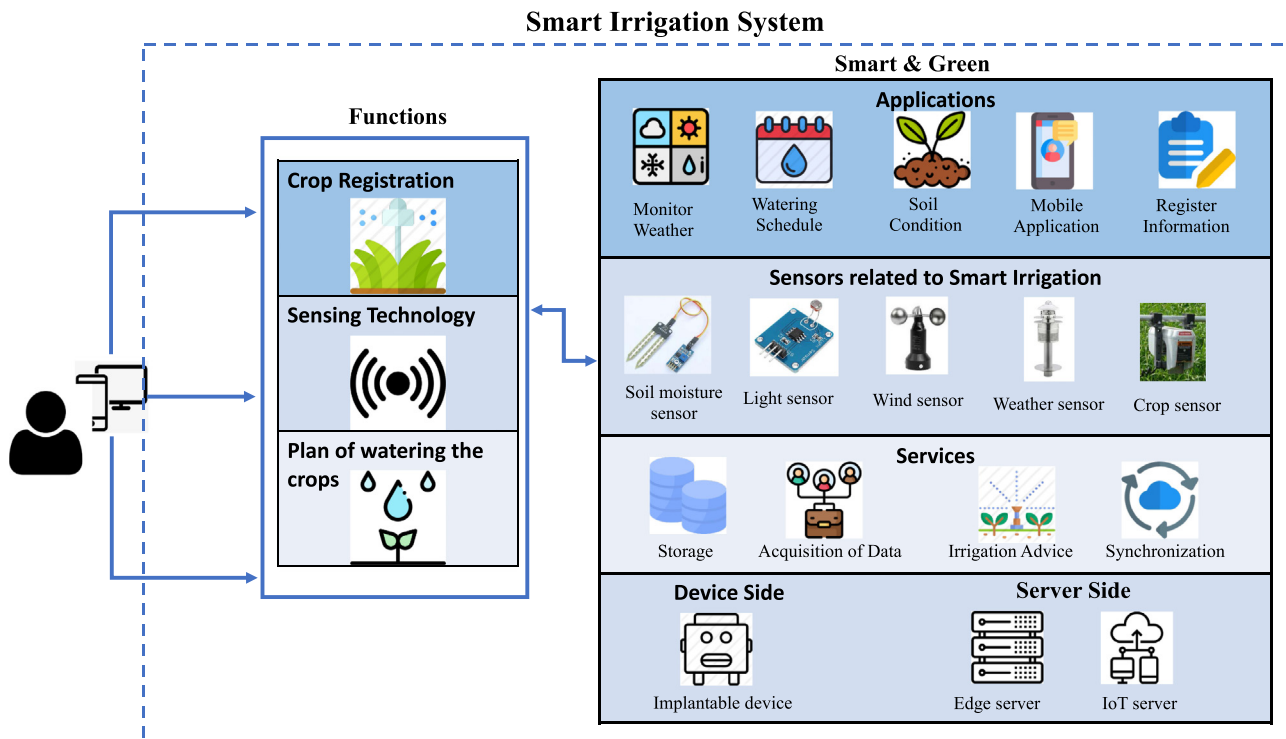 Smart Irrigation System
Smart & Green
Functions
Crop Registration
Sensing Technology
Plan of watering the
crops
Applications
Monitor
Weather
Watering
Schedule
Soil
Condition
Mobile
Application
Register
Information
Sensors related to Smart Irrigation
Soil moisture
sensor
Light sensor
Wind sensor
Weather sensor
Crop sensor
Services
Storage
Acquisition of Data
Irrigation Advice
Synchronization
Device Side
Implantable device
Server Side
Edge server
IoT server